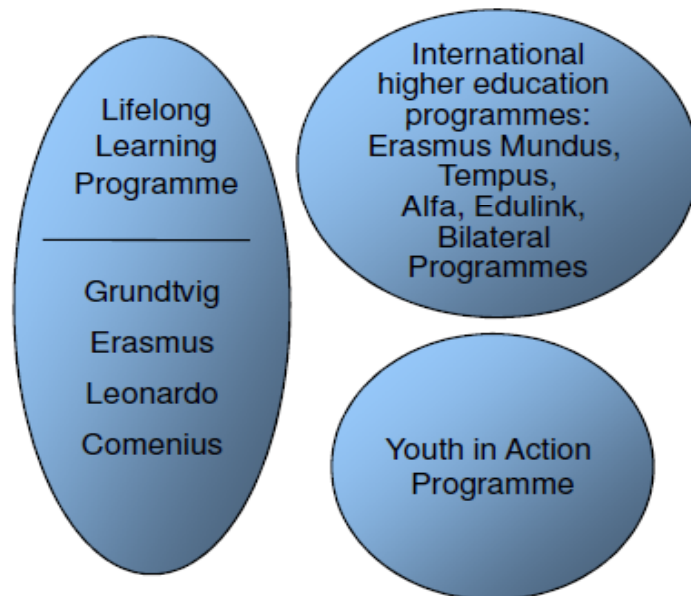 Lifelong
Learning
Programme
Grundtvig
Erasmus
Leonardo
Comenius
International
higher education
programmes:
Erasmus Mundus,
Tempus,
Alfa, Edulink,
Bilateral
Programmes
Youth in Action
Programme